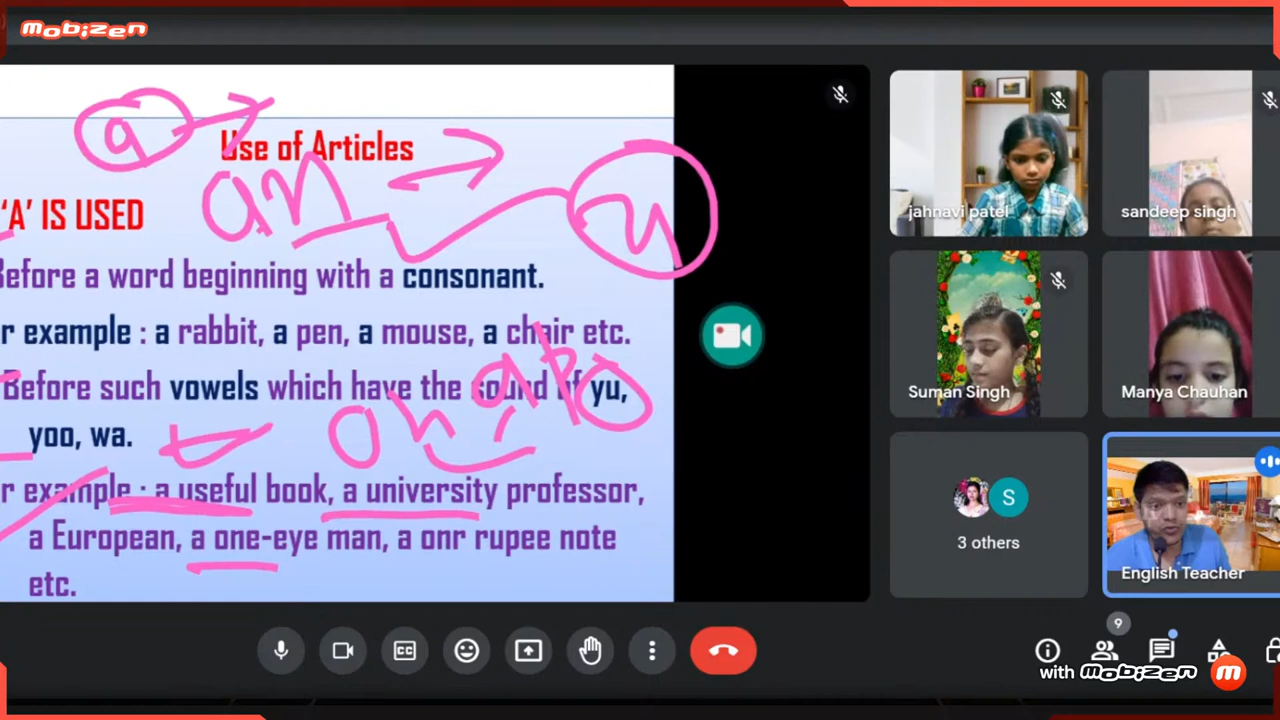 mobizen
a
Use of Articles
an
y
'A' IS USED
Before a word beginning with a consonant.
r example : a rabbit, a pen, a mouse, a chair etc.
Before such vowels which have the sound of yu,
yoo, wa.
r example : a useful book, a university professor,
a European, a one-eye man, a onr rupee note
etc.
jahnavi patel
sandeep singh
Suman Singh
Manya Chauhan
S
3 others
English Teacher
CC
9
with mobizen m